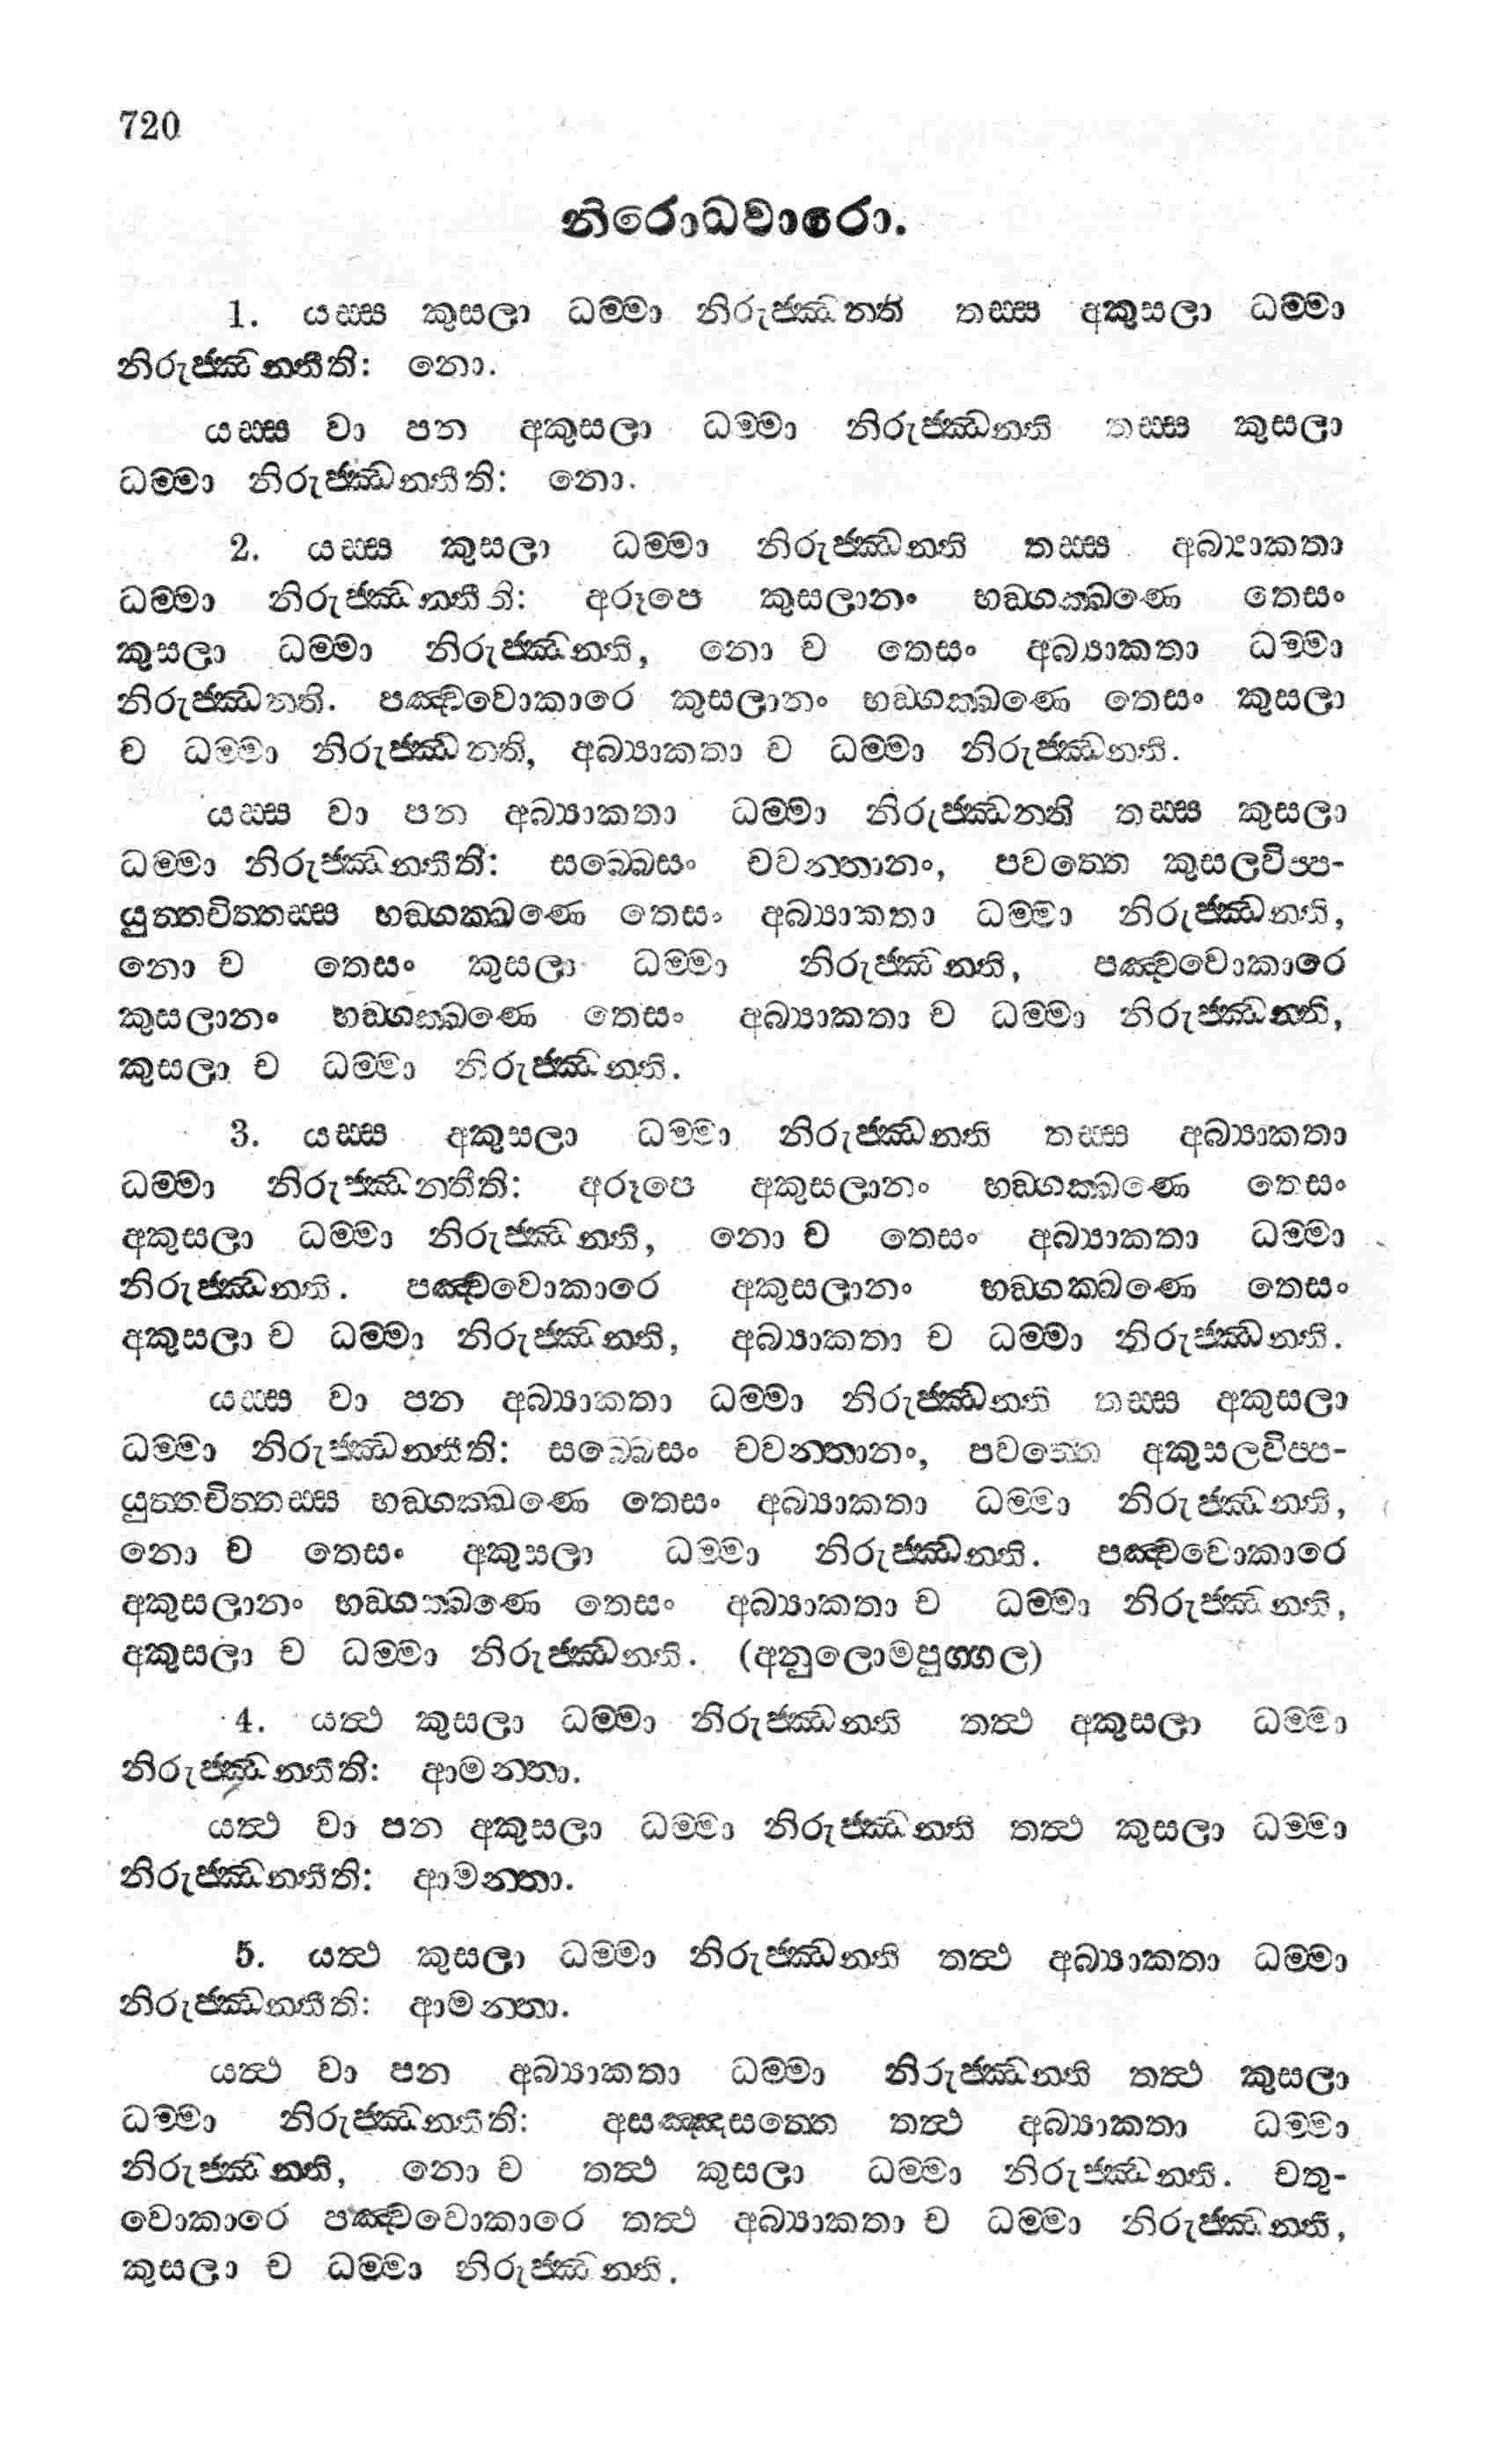 720
නිරොධවාරො.
1. යස්ස කුසලා ධම්මා නිරුජ්ඣන්ති තස්ස අකුසලා ධම්මා
නිරුජ්ඣන්තීති: නො.
යස්ස වා පන අකුසලා ධම්මා නිරුජ්ඣන්ති තස්ස කුසලා
ධම්මා නිරුජ්ඣන්තීති: නො.
2. යස්ස කුසලා ධම්මා නිරුජ්ඣන්ති තස්ස අබ්‍යාකතා
ධම්මා නිරුජ්ඣන්තීති: අරූපෙ කුසලානං භඞ්ගක්ඛණෙ තෙසං
කුසලා ධම්මා නිරුජ්ඣන්ති, නො ච තෙසං අබ්‍යාකතා ධම්මා
නිරුජ්ඣන්ති. පඤ්චවොකාරෙ කුසලානං භඞ්ගක්ඛණෙ තෙසං කුසලා
ච ධම්මා නිරුජ්ඣන්ති, අබ්‍යාකතා ච ධම්මා නිරුජ්ඣන්ති.
යස්ස වා පන අබ්‍යාකතා ධම්මා නිරුජ්ඣන්ති තස්ස කුසලා
ධම්මා නිරුජ්ඣන්තීති: සබ්බෙසං චවන්තානං, පවත්තෙ කුසලවිප්ප-
යුත්තචිත්තස්ස භඞ්ගක්ඛණෙ තෙසං අබ්‍යාකතා ධම්මා නිරුජ්ඣන්ති,
නො ච තෙසං කුසලා ධම්මා නිරුජ්ඣන්ති, පඤ්චවොකාරෙ
කුසලානං භඞ්ගක්ඛණෙ තෙසං අබ්‍යාකතා ච ධම්මා නිරුජ්ඣන්ති,
කුසලා ච ධම්මා නිරුජ්ඣන්ති.
3. යස්ස අකුසලා ධම්මා නිරුජ්ඣන්ති තස්ස අබ්‍යාකතා
ධම්මා නිරුජ්ඣන්තීති: අරූපෙ අකුසලානං භඞ්ගක්ඛණෙ තෙසං
අකුසලා ධම්මා නිරුජ්ඣන්ති, නො ච තෙසං අබ්‍යාකතා ධම්මා
නිරුජ්ඣන්ති. පඤ්චවොකාරෙ අකුසලානං භඞ්ගක්ඛණෙ තෙසං
අකුසලා ච ධම්මා නිරුජ්ඣන්ති, අබ්‍යාකතා ච ධම්මා නිරුජ්ඣන්ති.
යස්ස වා පන අබ්‍යාකතා ධම්මා නිරුජ්ඣන්ති තස්ස අකුසලා
ධම්මා නිරුජ්ඣන්තීති: සබ්බෙසං චවන්තානං, පවත්තෙ අකුසලවිප්ප-
යුත්තචිත්තස්ස භඞ්ගක්ඛණෙ තෙසං අබ්‍යාකතා ධම්මා නිරුජ්ඣන්ති,
නො ච තෙසං අකුසලා ධම්මා නිරුජ්ඣන්ති. පඤ්චවොකාරෙ
අකුසලානං භඞ්ගක්ඛණෙ තෙසං අබ්‍යාකතා ච ධම්මා නිරුජ්ඣන්ති,
අකුසලා ච ධම්මා නිරුජ්ඣන්ති. (අනුලොමපුග්ගල)
4. යත්ථ කුසලා ධම්මා නිරුජ්ඣන්ති තත්ථ අකුසලා ධම්මා
නිරුජ්ඣන්තීති: ආමන්තා.
යත්ථ වා පන අකුසලා ධම්මා නිරුජ්ඣන්ති තත්ථ කුසලා ධම්මා
නිරුජ්ඣන්තීති: ආමන්තා.
5. යත්ථ කුසලා ධම්මා නිරුජ්ඣන්ති තත්ථ අබ්‍යාකතා ධම්මා
නිරුජ්ඣන්තීති: ආමන්තා.
යත්ථ වා පන අබ්‍යාකතා ධම්මා නිරුජ්ඣන්ති තත්ථ කුසලා
ධම්මා නිරුජ්ඣන්තීති: අසඤ්ඤසත්තෙ තත්ථ අබ්‍යාකතා ධම්මා
නිරුජ්ඣන්ති, නො ච තත්ථ කුසලා ධම්මා නිරුජ්ඣන්ති. චතු-
වොකාරෙ පඤ්චවොකාරෙ තත්ථ අබ්‍යාකතා ච ධම්මා නිරුජ්ඣන්ති,
කුසලා ච ධම්මා නිරුජ්ඣන්ති.